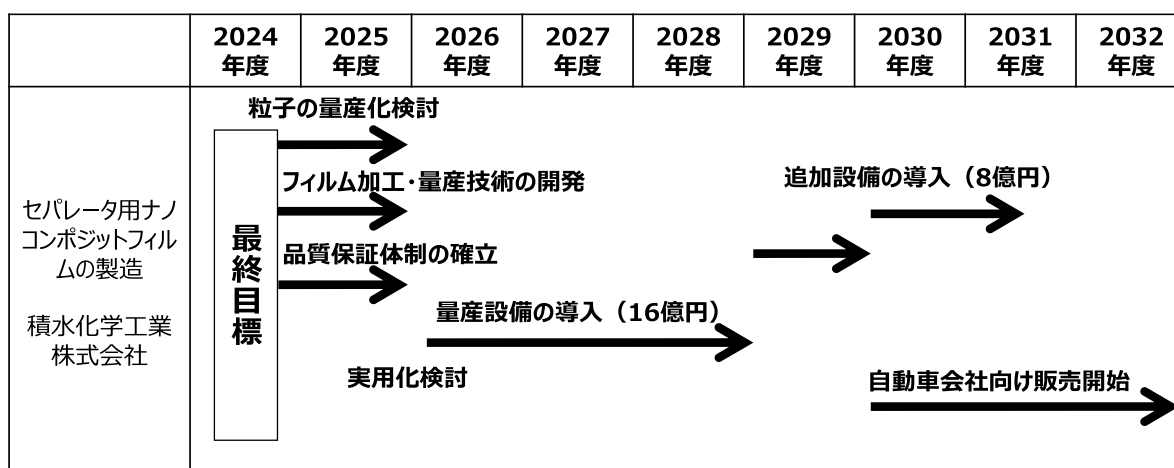 2024
年度
2025
年度
2026
年度
2027
年度
2028
年度
2029
年度
2030
年度
2031
年度
2032
年度
セパレータ用ナノ
コンポジットフィル
ムの製造
積水化学工業
株式会社
最終目標
粒子の量産化検討
フィルム加工・量産技術の開発
品質保証体制の確立
量産設備の導入（16億円）
実用化検討
追加設備の導入（8億円）
自動車会社向け販売開始